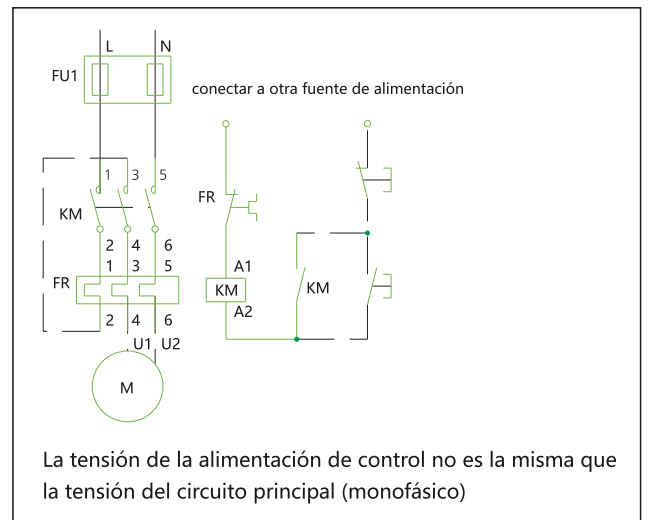 L N
FU1
conectar a otra fuente de alimentación
1 3 5
FR
KM
2 4 6
1 3 5
A1
FR
KM
KM
A2
2 4 6
U1 U2
M
La tensión de la alimentación de control no es la misma que
la tensión del circuito principal (monofásico)